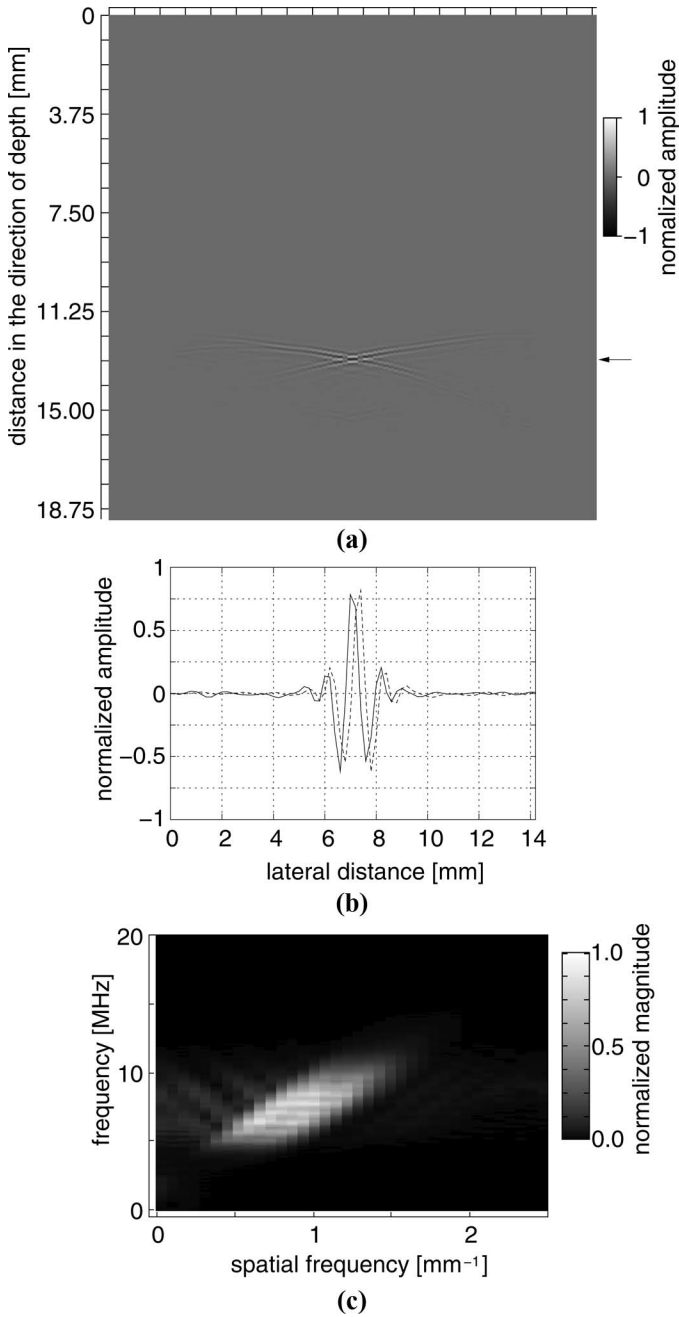 0
3.75
7.50
11.25
15.00
18.75
distance in the direction of depth [mm]
1
0
−1
nomalized amplitude
(a)
1
0.5
0
−0.5
−1
normalized amplitude
0 2 4 6 8 10 12 14
lateral distance [mm]
(b)
20
10
0
frequency [MHz]
0 1 2
spatial frequency [mm⁻¹]
1.0
0.5
0.0
normalized magnitude
(c)